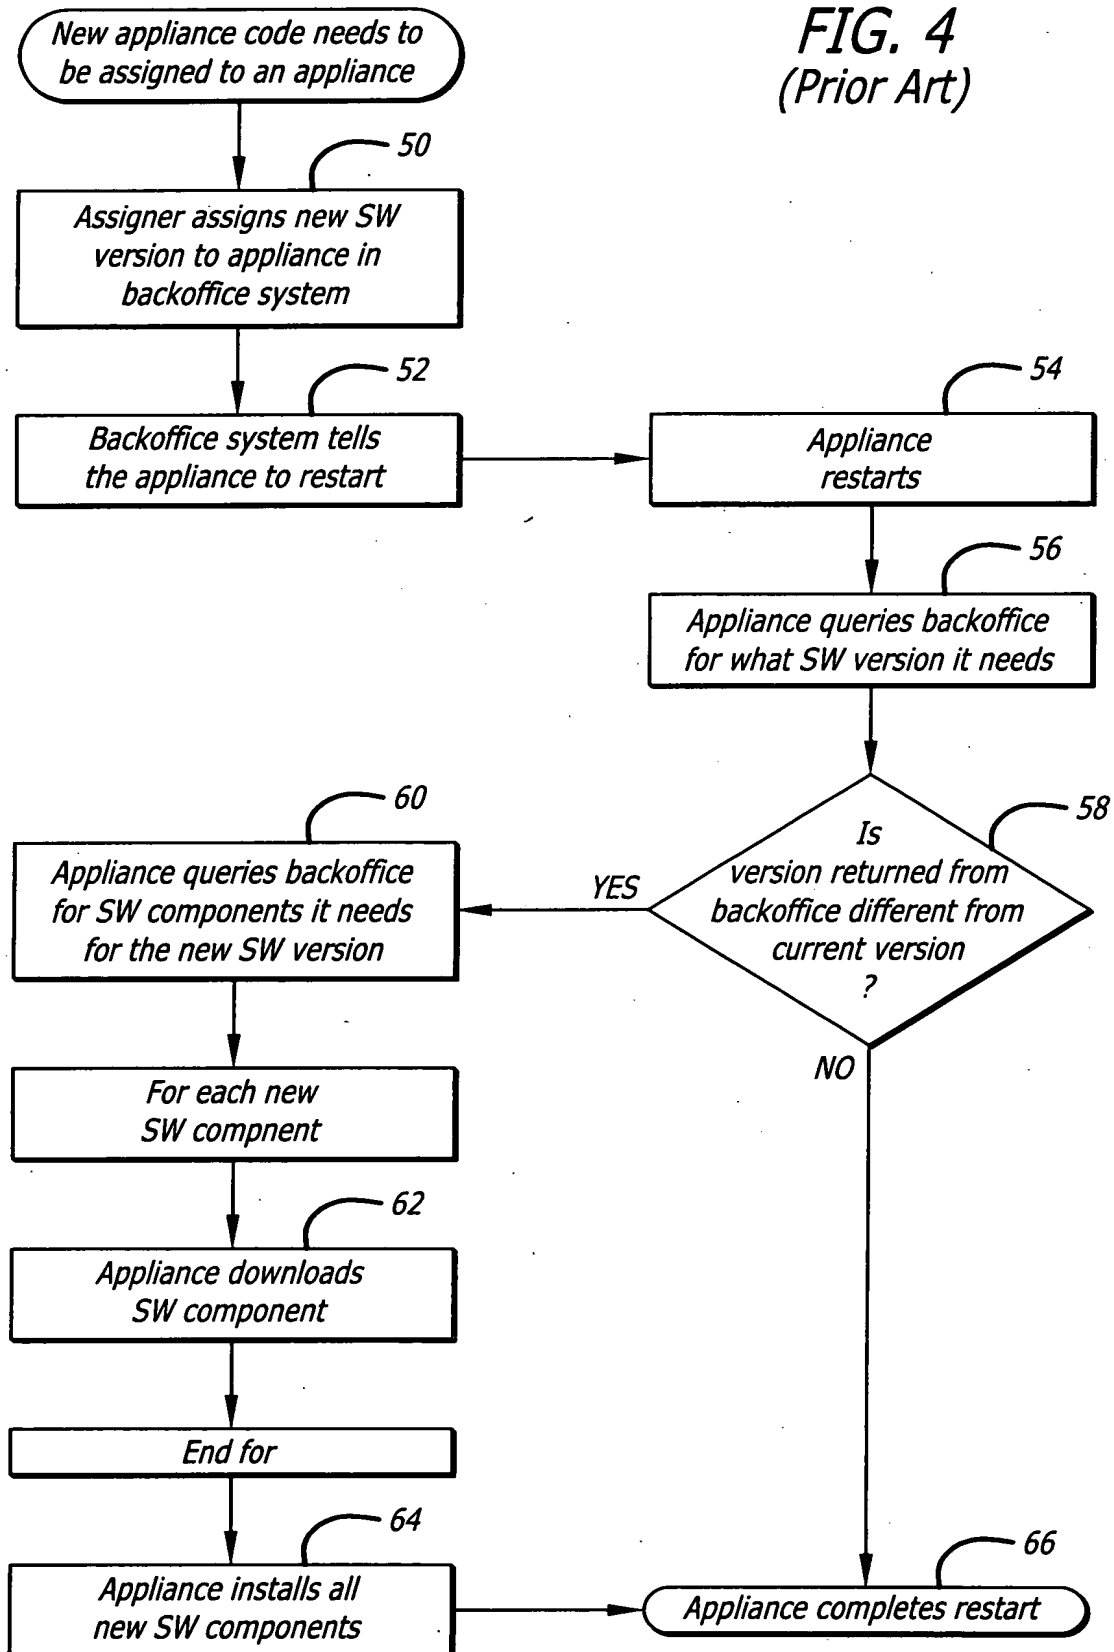 FIG. 4
(Prior Art)
New appliance code needs to
be assigned to an appliance
50
Assigner assigns new SW
version to appliance in
backoffice system
52
Backoffice system tells
the appliance to restart
54
Appliance
restarts
56
Appliance queries backoffice
for what SW version it needs
58
Is
version returned from
backoffice different from
current version
?
YES
NO
60
Appliance queries backoffice
for SW components it needs
for the new SW version
For each new
SW compnent
62
Appliance downloads
SW component
End for
64
Appliance installs all
new SW components
66
Appliance completes restart